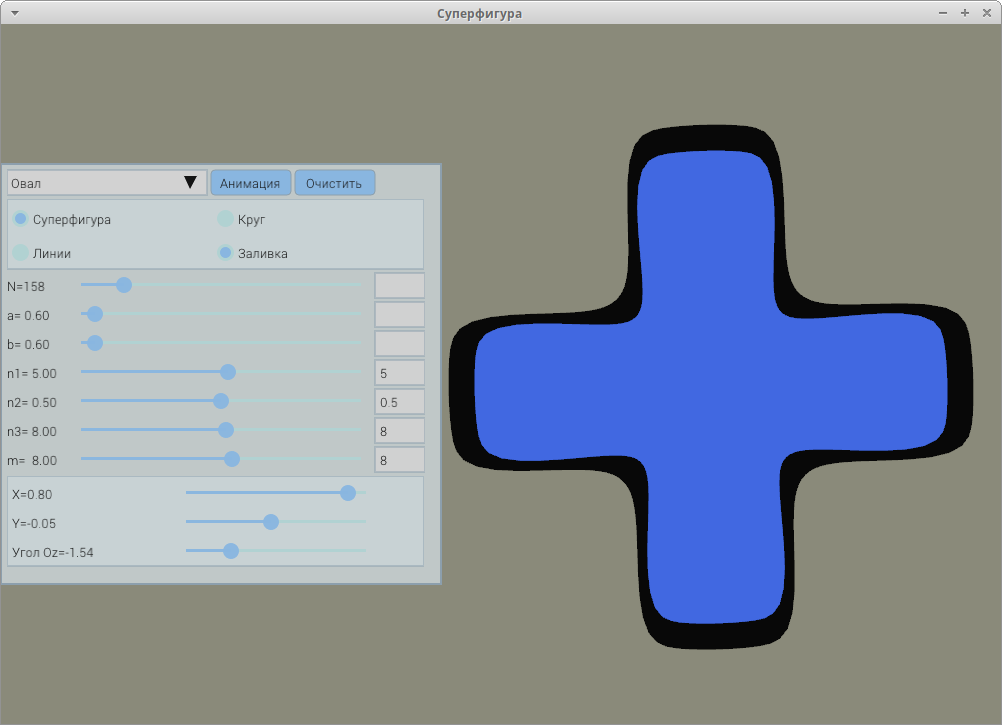 Суперфигура
Овал Анимация Очистить
Суперфигура Круг
Линии Заливка
N=158
a= 0.60
b= 0.60
n1= 5.00 5
n2= 0.50 0.5
n3= 8.00 8
m= 8.00 8
X=0.80
Y=-0.05
Угол Oz=-1.54